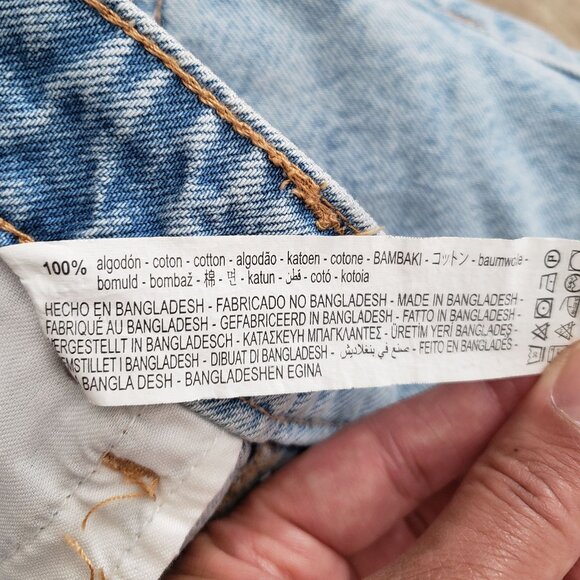 100% algodón - coton - cotton - algodão - katoen - cotone - BAMBAKI - コットン - baumwolle -
bomuld - bombaž - 棉 - 면 - katun - قطن - cotó - kotoia
HECHO EN BANGLADESH - FABRICADO NO BANGLADESH - MADE IN BANGLADESH -
FABRIQUÉ AU BANGLADESH - GEFABRICEERD IN BANGLADESH - FATTO IN BANGLADESH -
ERGESTELLT IN BANGLADESCH - ΚΑΤΑΣΚΕΥΗ ΜΠΑΓΚΛΑΝΤΕΣ - ÜRETIM YERİ BANGLADEŞ -
EMSTILLET I BANGLADESH - DIBUAT DI BANGLADESH - صنع في بنغلاديش - FEITO EN BANGLADES -
BANGLA DESH - BANGLADESHEN EGINA